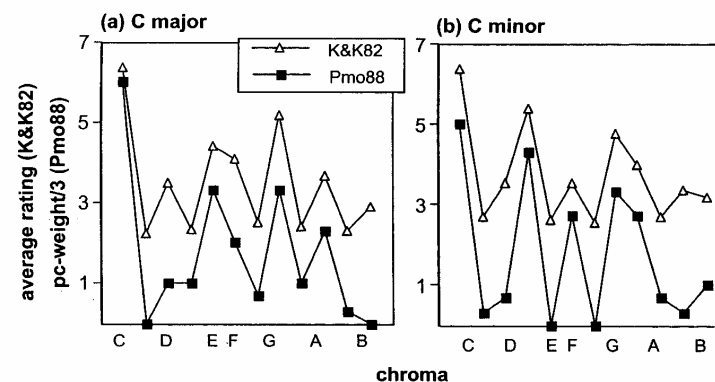 (a) C major
(b) C minor
K&K82
Pmo88
average rating (K&K82)
pc-weight/3 (Pmo88)
7
5
3
1
7
5
3
1
C D E F G A B
C D E F G A B
chroma